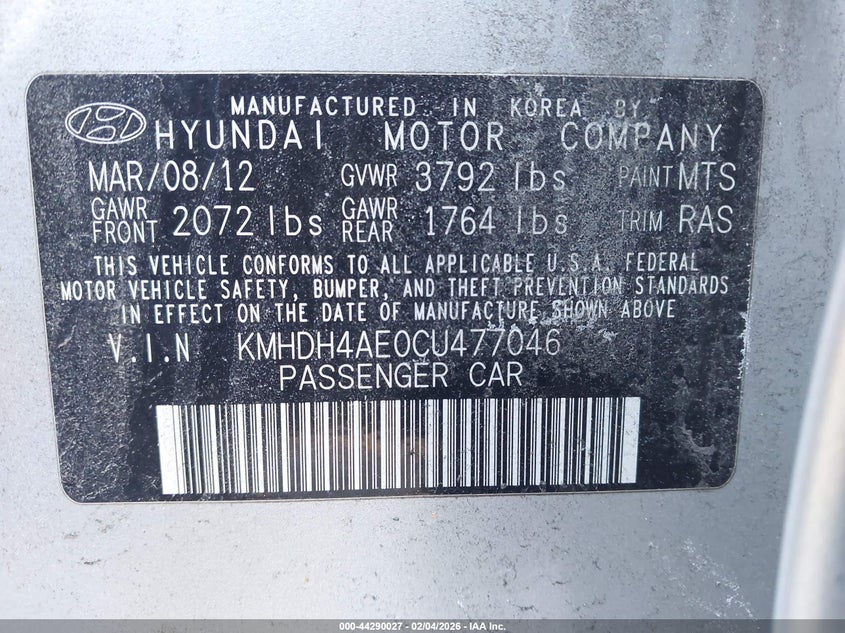 MANUFACTURED IN KOREA BY
HYUNDAI MOTOR COMPANY
MAR/08/12 GVWR 3792 lbs PAINT MTS
GAWR FRONT 2072 lbs GAWR REAR 1764 lbs TRIM RAS
THIS VEHICLE CONFORMS TO ALL APPLICABLE U.S.A. FEDERAL
MOTOR VEHICLE SAFETY, BUMPER, AND THEFT PREVENTION STANDARDS
IN EFFECT ON THE DATE OF MANUFACTURE SHOWN ABOVE
V.I.N KMHDH4AE0CU477046
PASSENGER CAR
000-44290027 - 02/04/2026 - IAA Inc.